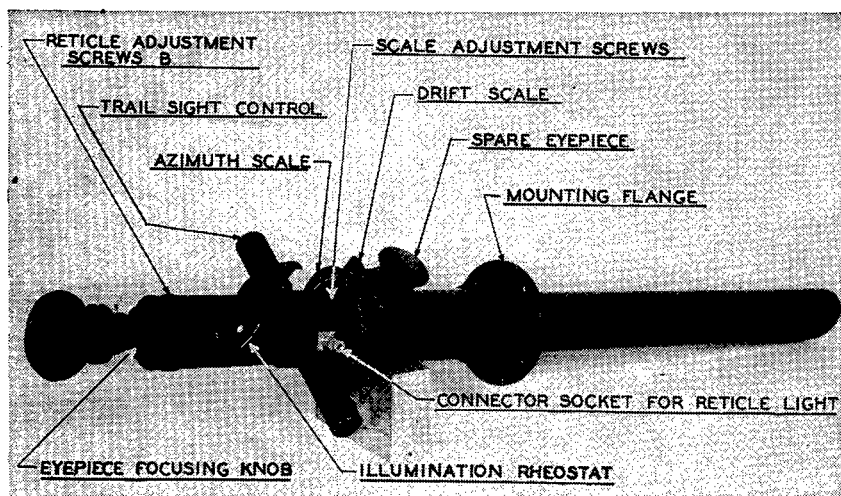 RETICLE ADJUSTMENT
SCREWS B
SCALE ADJUSTMENT SCREWS
TRAIL SIGHT CONTROL
DRIFT SCALE
AZIMUTH SCALE
SPARE EYEPIECE
MOUNTING FLANGE
CONNECTOR SOCKET FOR RETICLE LIGHT
EYEPIECE FOCUSING KNOB
ILLUMINATION RHEOSTAT